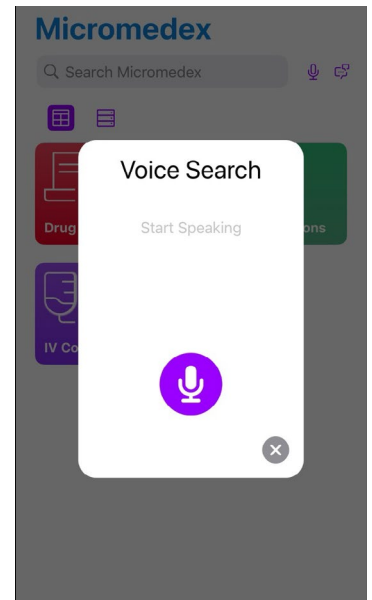 Micromedex
Search Micromedex
Voice Search
Start Speaking
Drug
ons
IV Co